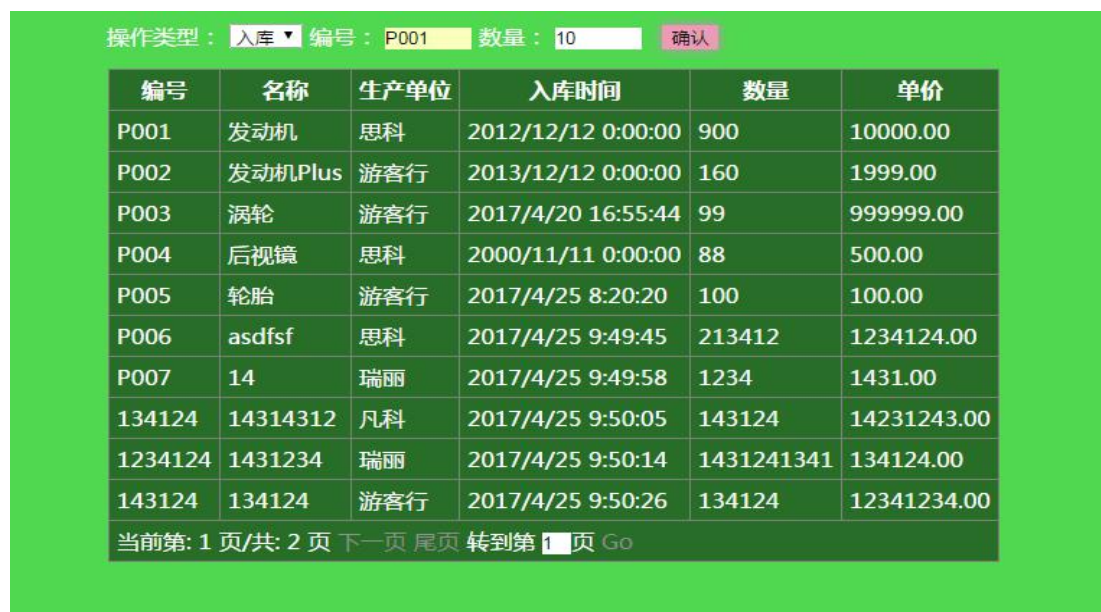 操作类型： 入库 编号： P001 数量： 10 确认
编号 名称 生产单位 入库时间 数量 单价
P001 发动机 思科 2012/12/12 0:00:00 900 10000.00
P002 发动机Plus 游客行 2013/12/12 0:00:00 160 1999.00
P003 涡轮 游客行 2017/4/20 16:55:44 99 999999.00
P004 后视镜 思科 2000/11/11 0:00:00 88 500.00
P005 轮胎 游客行 2017/4/25 8:20:20 100 100.00
P006 asdfsf 思科 2017/4/25 9:49:45 213412 1234124.00
P007 14 瑞丽 2017/4/25 9:49:58 1234 1431.00
134124 14314312 凡科 2017/4/25 9:50:05 143124 14231243.00
1234124 1431234 瑞丽 2017/4/25 9:50:14 1431241341 134124.00
143124 134124 游客行 2017/4/25 9:50:26 134124 12341234.00
当前第: 1 页/共: 2 页 下一页 尾页 转到第 1 页 Go